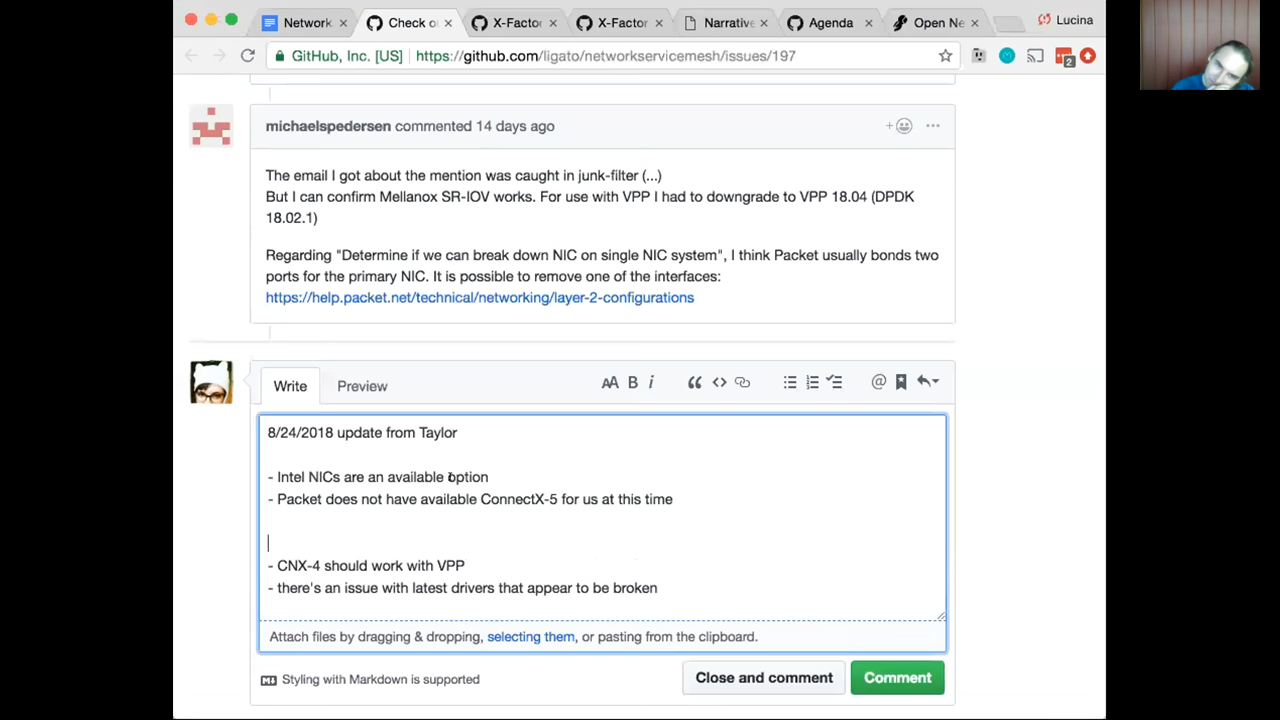 Network
Check o
X-Factor
X-Factor
Narrative
Agenda
Open Ne
Lucina
GitHub, Inc. [US]
https://github.com/ligato/networkservicemesh/issues/197
2
michaelspedersen commented 14 days ago
The email I got about the mention was caught in junk-filter (...)
But I can confirm Mellanox SR-IOV works. For use with VPP I had to downgrade to VPP 18.04 (DPDK
18.02.1)
Regarding "Determine if we can break down NIC on single NIC system", I think Packet usually bonds two
ports for the primary NIC. It is possible to remove one of the interfaces:
https://help.packet.net/technical/networking/layer-2-configurations
Write
Preview
8/24/2018 update from Taylor
- Intel NICs are an available option
- Packet does not have available ConnectX-5 for us at this time
- CNX-4 should work with VPP
- there's an issue with latest drivers that appear to be broken
Attach files by dragging & dropping, selecting them, or pasting from the clipboard.
Styling with Markdown is supported
Close and comment
Comment